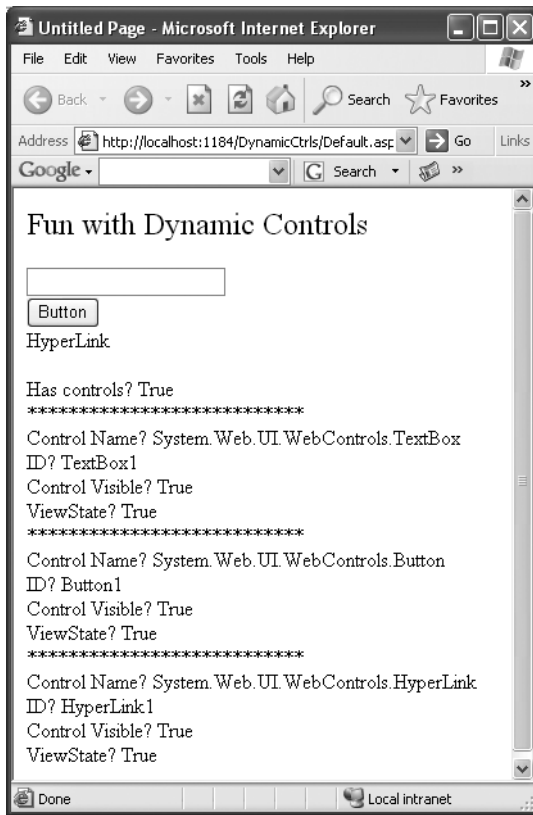 Untitled Page - Microsoft Internet Explorer
File Edit View Favorites Tools Help
Back Search Favorites »
Address http://localhost:1184/DynamicCtrls/Default.asp Go Links
Google G Search »
Fun with Dynamic Controls
Button
HyperLink
Has controls? True
***************************
Control Name? System.Web.UI.WebControls.TextBox
ID? TextBox1
Control Visible? True
ViewState? True
***************************
Control Name? System.Web.UI.WebControls.Button
ID? Button1
Control Visible? True
ViewState? True
***************************
Control Name? System.Web.UI.WebControls.HyperLink
ID? HyperLink1
Control Visible? True
ViewState? True
Done Local intranet